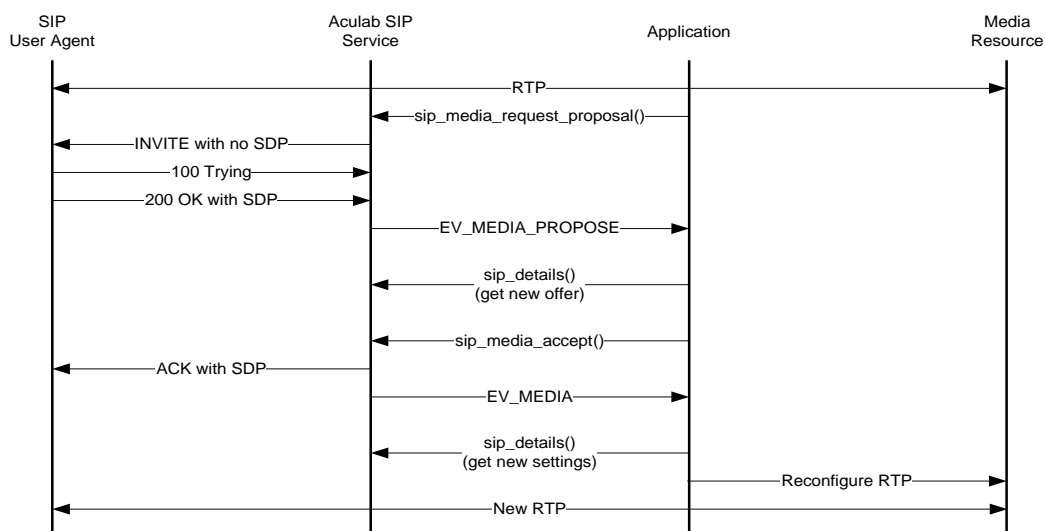 SIP
User Agent
Aculab SIP
Service
Application
Media
Resource
RTP
sip_media_request_proposal()
INVITE with no SDP
100 Trying
200 OK with SDP
EV_MEDIA_PROPOSE
sip_details()
(get new offer)
sip_media_accept()
ACK with SDP
EV_MEDIA
sip_details()
(get new settings)
Reconfigure RTP
New RTP